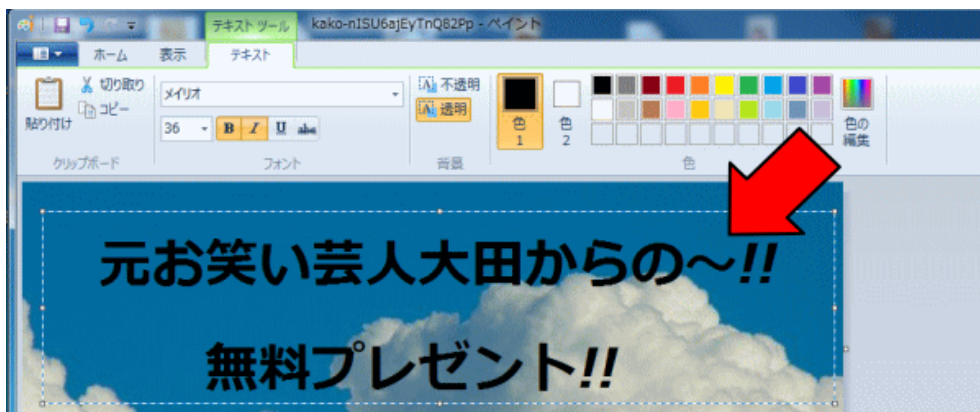 テキスト ツール kako-nISU6ajEyTnQ82Pp - ペイント
ホーム 表示 テキスト
貼り付け
切り取り
コピー
クリップボード
メイリオ
36 B I U abc
フォント
不透明
透明
背景
色
1
色
2
色の
編集
色
元お笑い芸人大田からの～!!
無料プレゼント!!